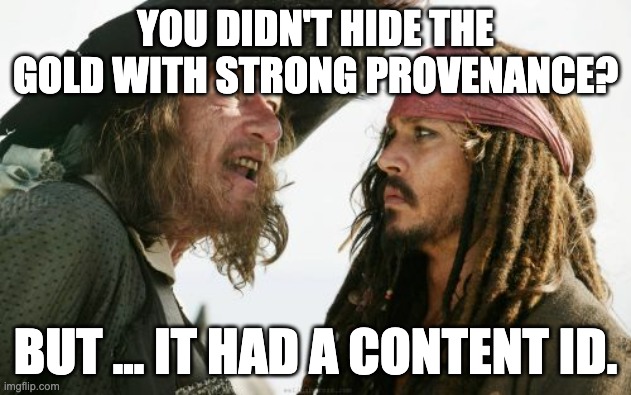 YOU DIDN'T HIDE THE
GOLD WITH STRONG PROVENANCE?
BUT ... IT HAD A CONTENT ID.
imgflip.com